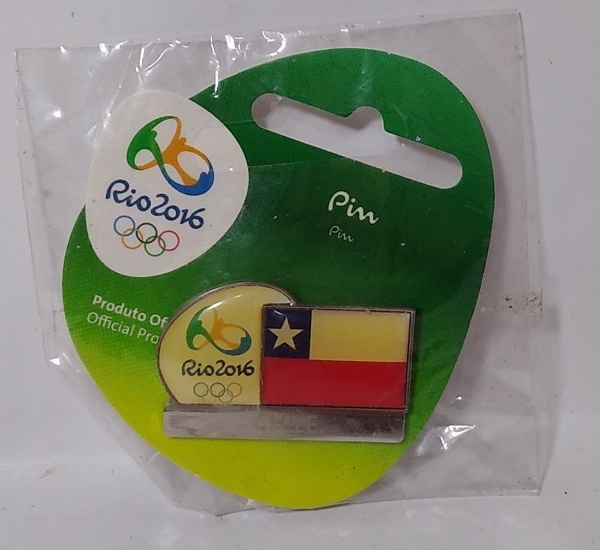 Rio2016
Pin
Pin
Produto Of
Official Pro
Rio2016